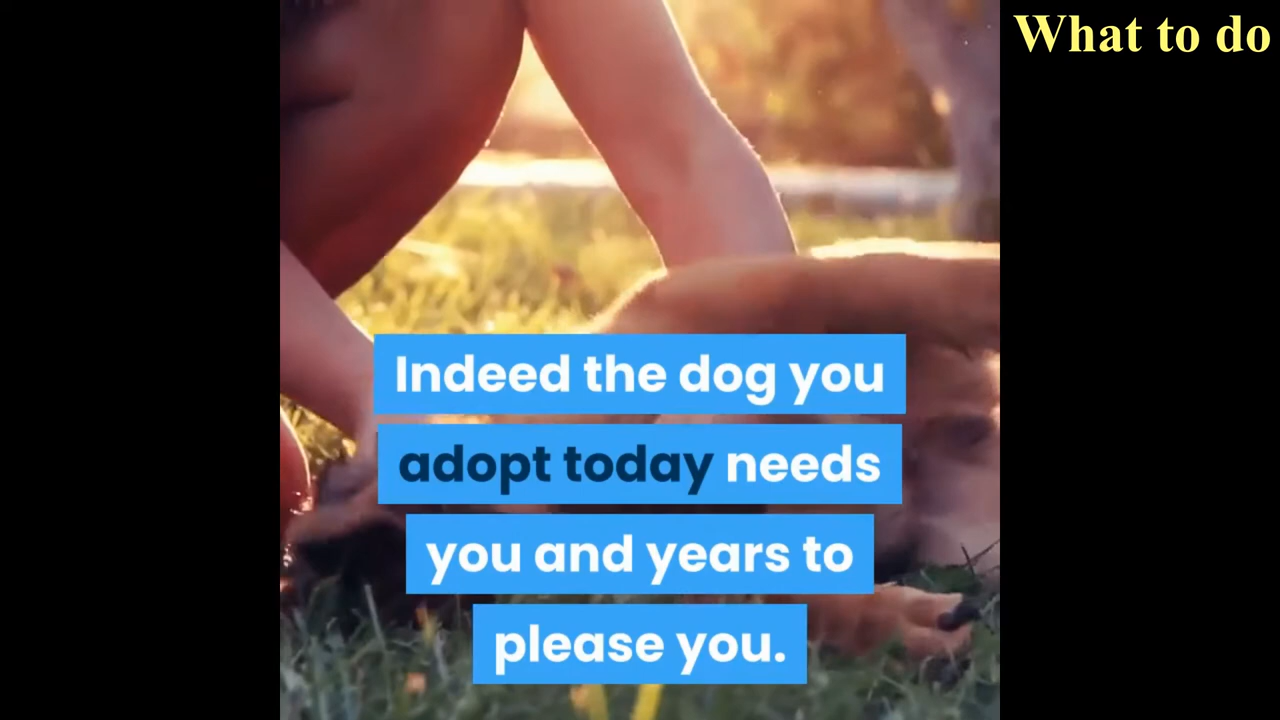 What to do
Indeed the dog you
adopt today needs
you and years to
please you.